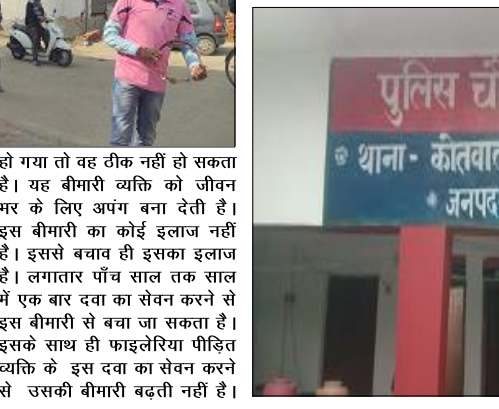 हो गया तो वह ठीक नहीं हो सकता
है। यह बीमारी व्यक्ति को जीवन
भर के लिए अपंग बना देती है।
इस बीमारी का कोई इलाज नहीं
है। इससे बचाव ही इसका इलाज
है। लगातार पाँच साल तक साल
में एक बार दवा का सेवन करने से
इस बीमारी से बचा जा सकता है।
इसके साथ ही फाइलेरिया पीड़ित
व्यक्ति के इस दवा का सेवन करने
से उसकी बीमारी बढ़ती नहीं है।
पुलिस
थाना -
जनपद